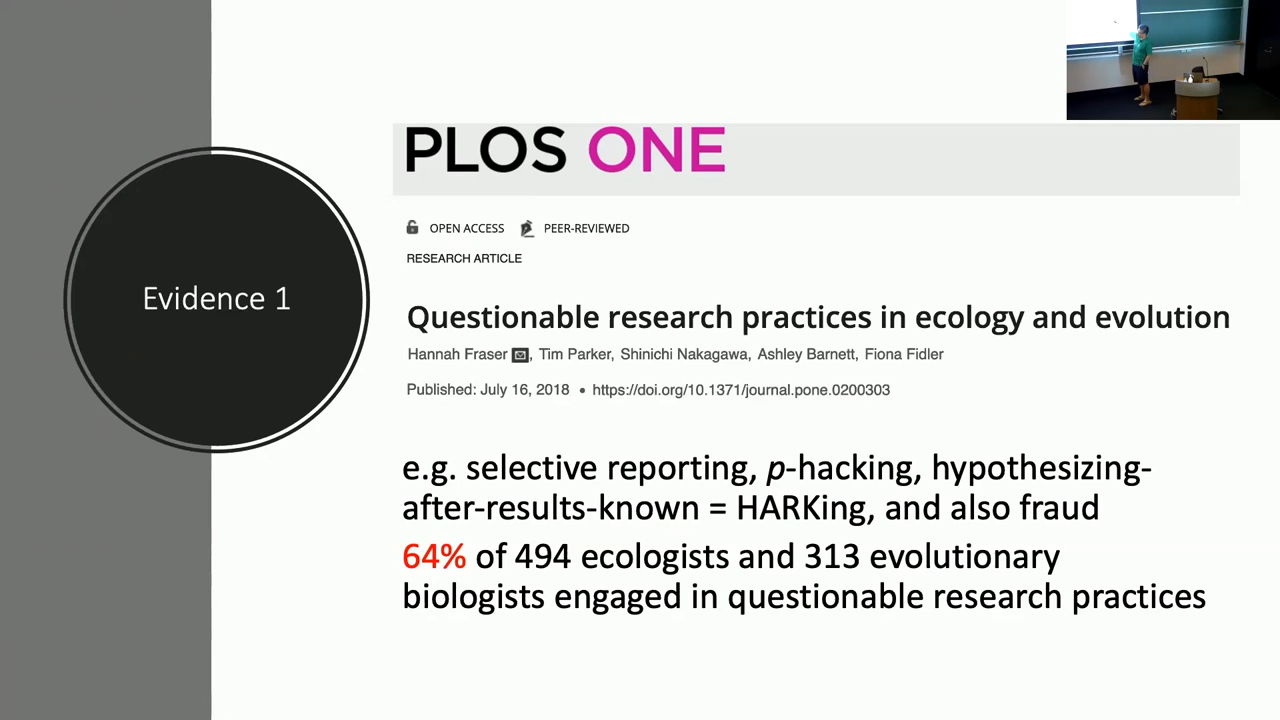 Evidence 1
PLOS ONE
OPEN ACCESS PEER-REVIEWED
RESEARCH ARTICLE
Questionable research practices in ecology and evolution
Hannah Fraser, Tim Parker, Shinichi Nakagawa, Ashley Barnett, Fiona Fidler
Published: July 16, 2018 • https://doi.org/10.1371/journal.pone.0200303
e.g. selective reporting, p-hacking, hypothesizing-
after-results-known = HARKing, and also fraud
64% of 494 ecologists and 313 evolutionary
biologists engaged in questionable research practices